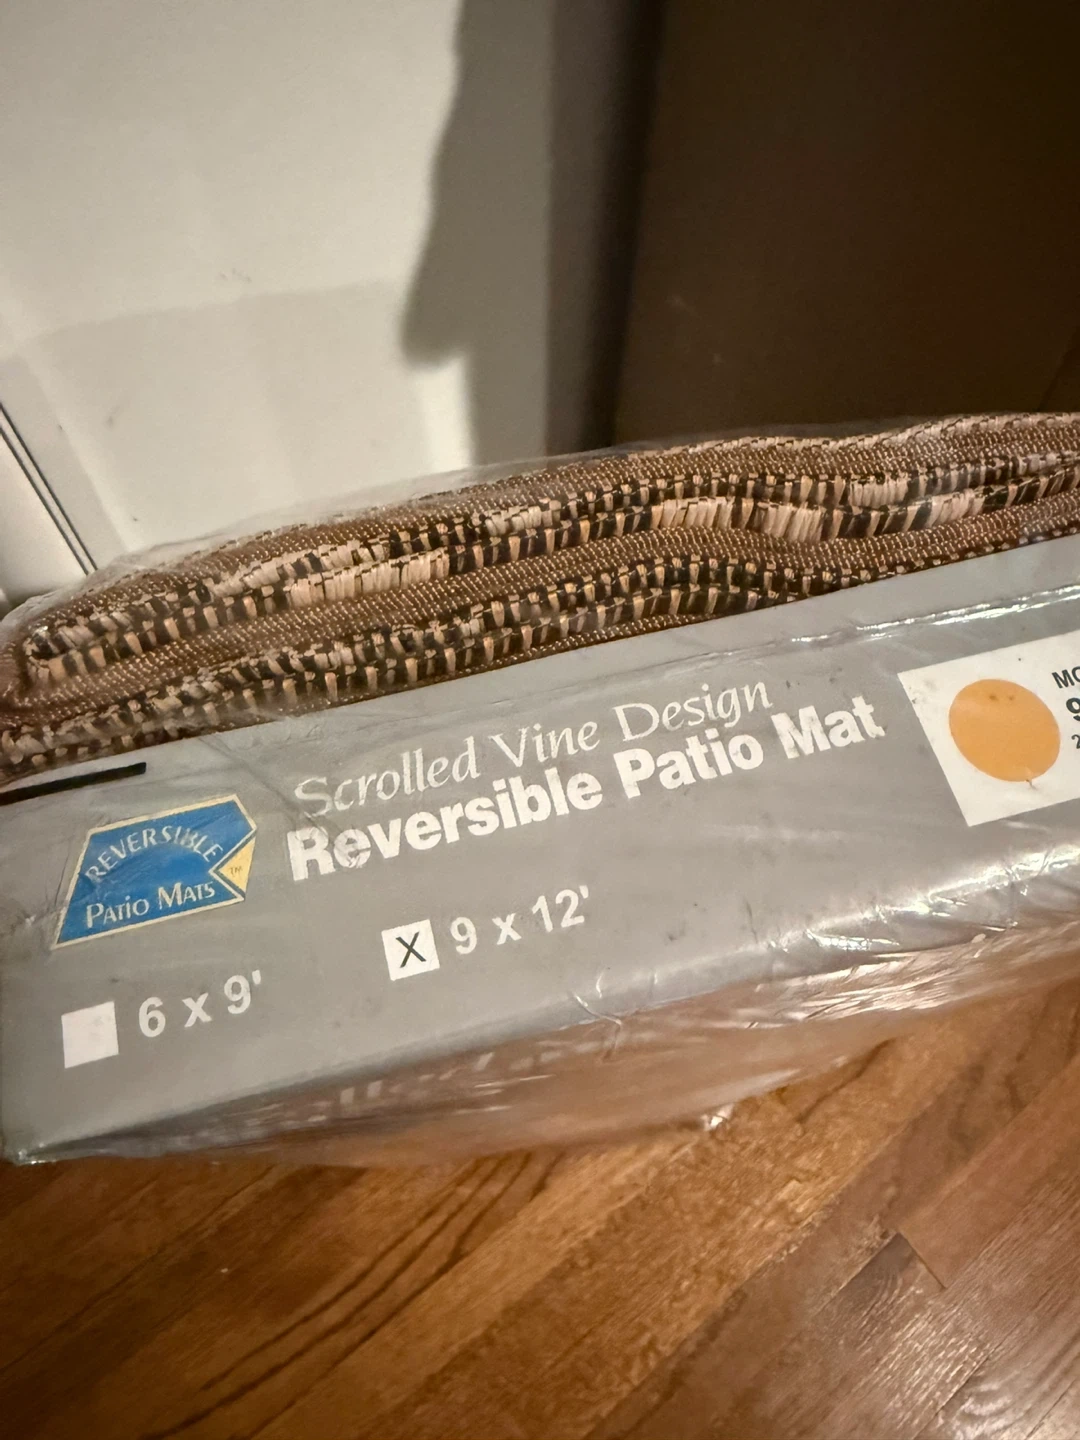 Scrolled Vine Design
Reversible Patio Mat
REVERSIBLE
PATIO MATS
TM
X 9 x 12'
6 x 9'